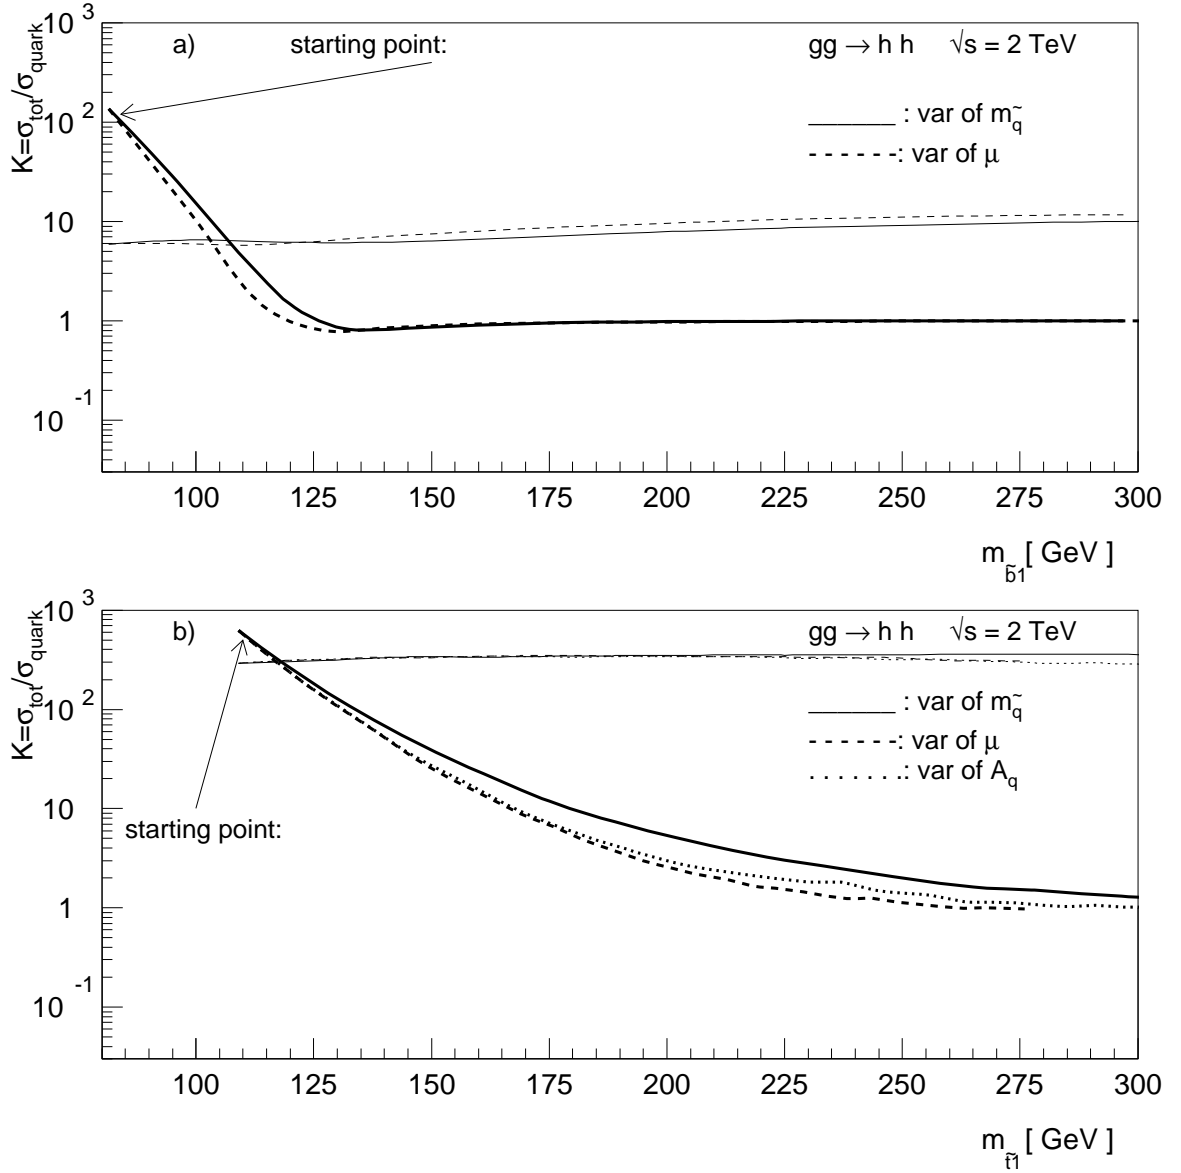 a)
starting point:
gg → h h √s = 2 TeV
: var of m_q̃
: var of μ
K=σ_tot/σ_quark
10^3
10^2
10
1
10^-1
100 125 150 175 200 225 250 275 300
m_b̃1 [ GeV ]
b)
gg → h h √s = 2 TeV
: var of m_q̃
: var of μ
: var of A_q
starting point:
K=σ_tot/σ_quark
10^3
10^2
10
1
10^-1
100 125 150 175 200 225 250 275 300
m_t̃1 [ GeV ]